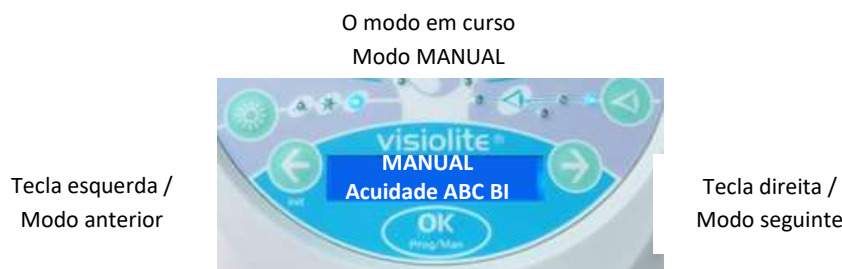 O modo em curso
Modo MANUAL
visiolite®
MANUAL
Acuidade ABC BI
Tecla esquerda /
Modo anterior
Init
OK
Prog/Man
Tecla direita /
Modo seguinte